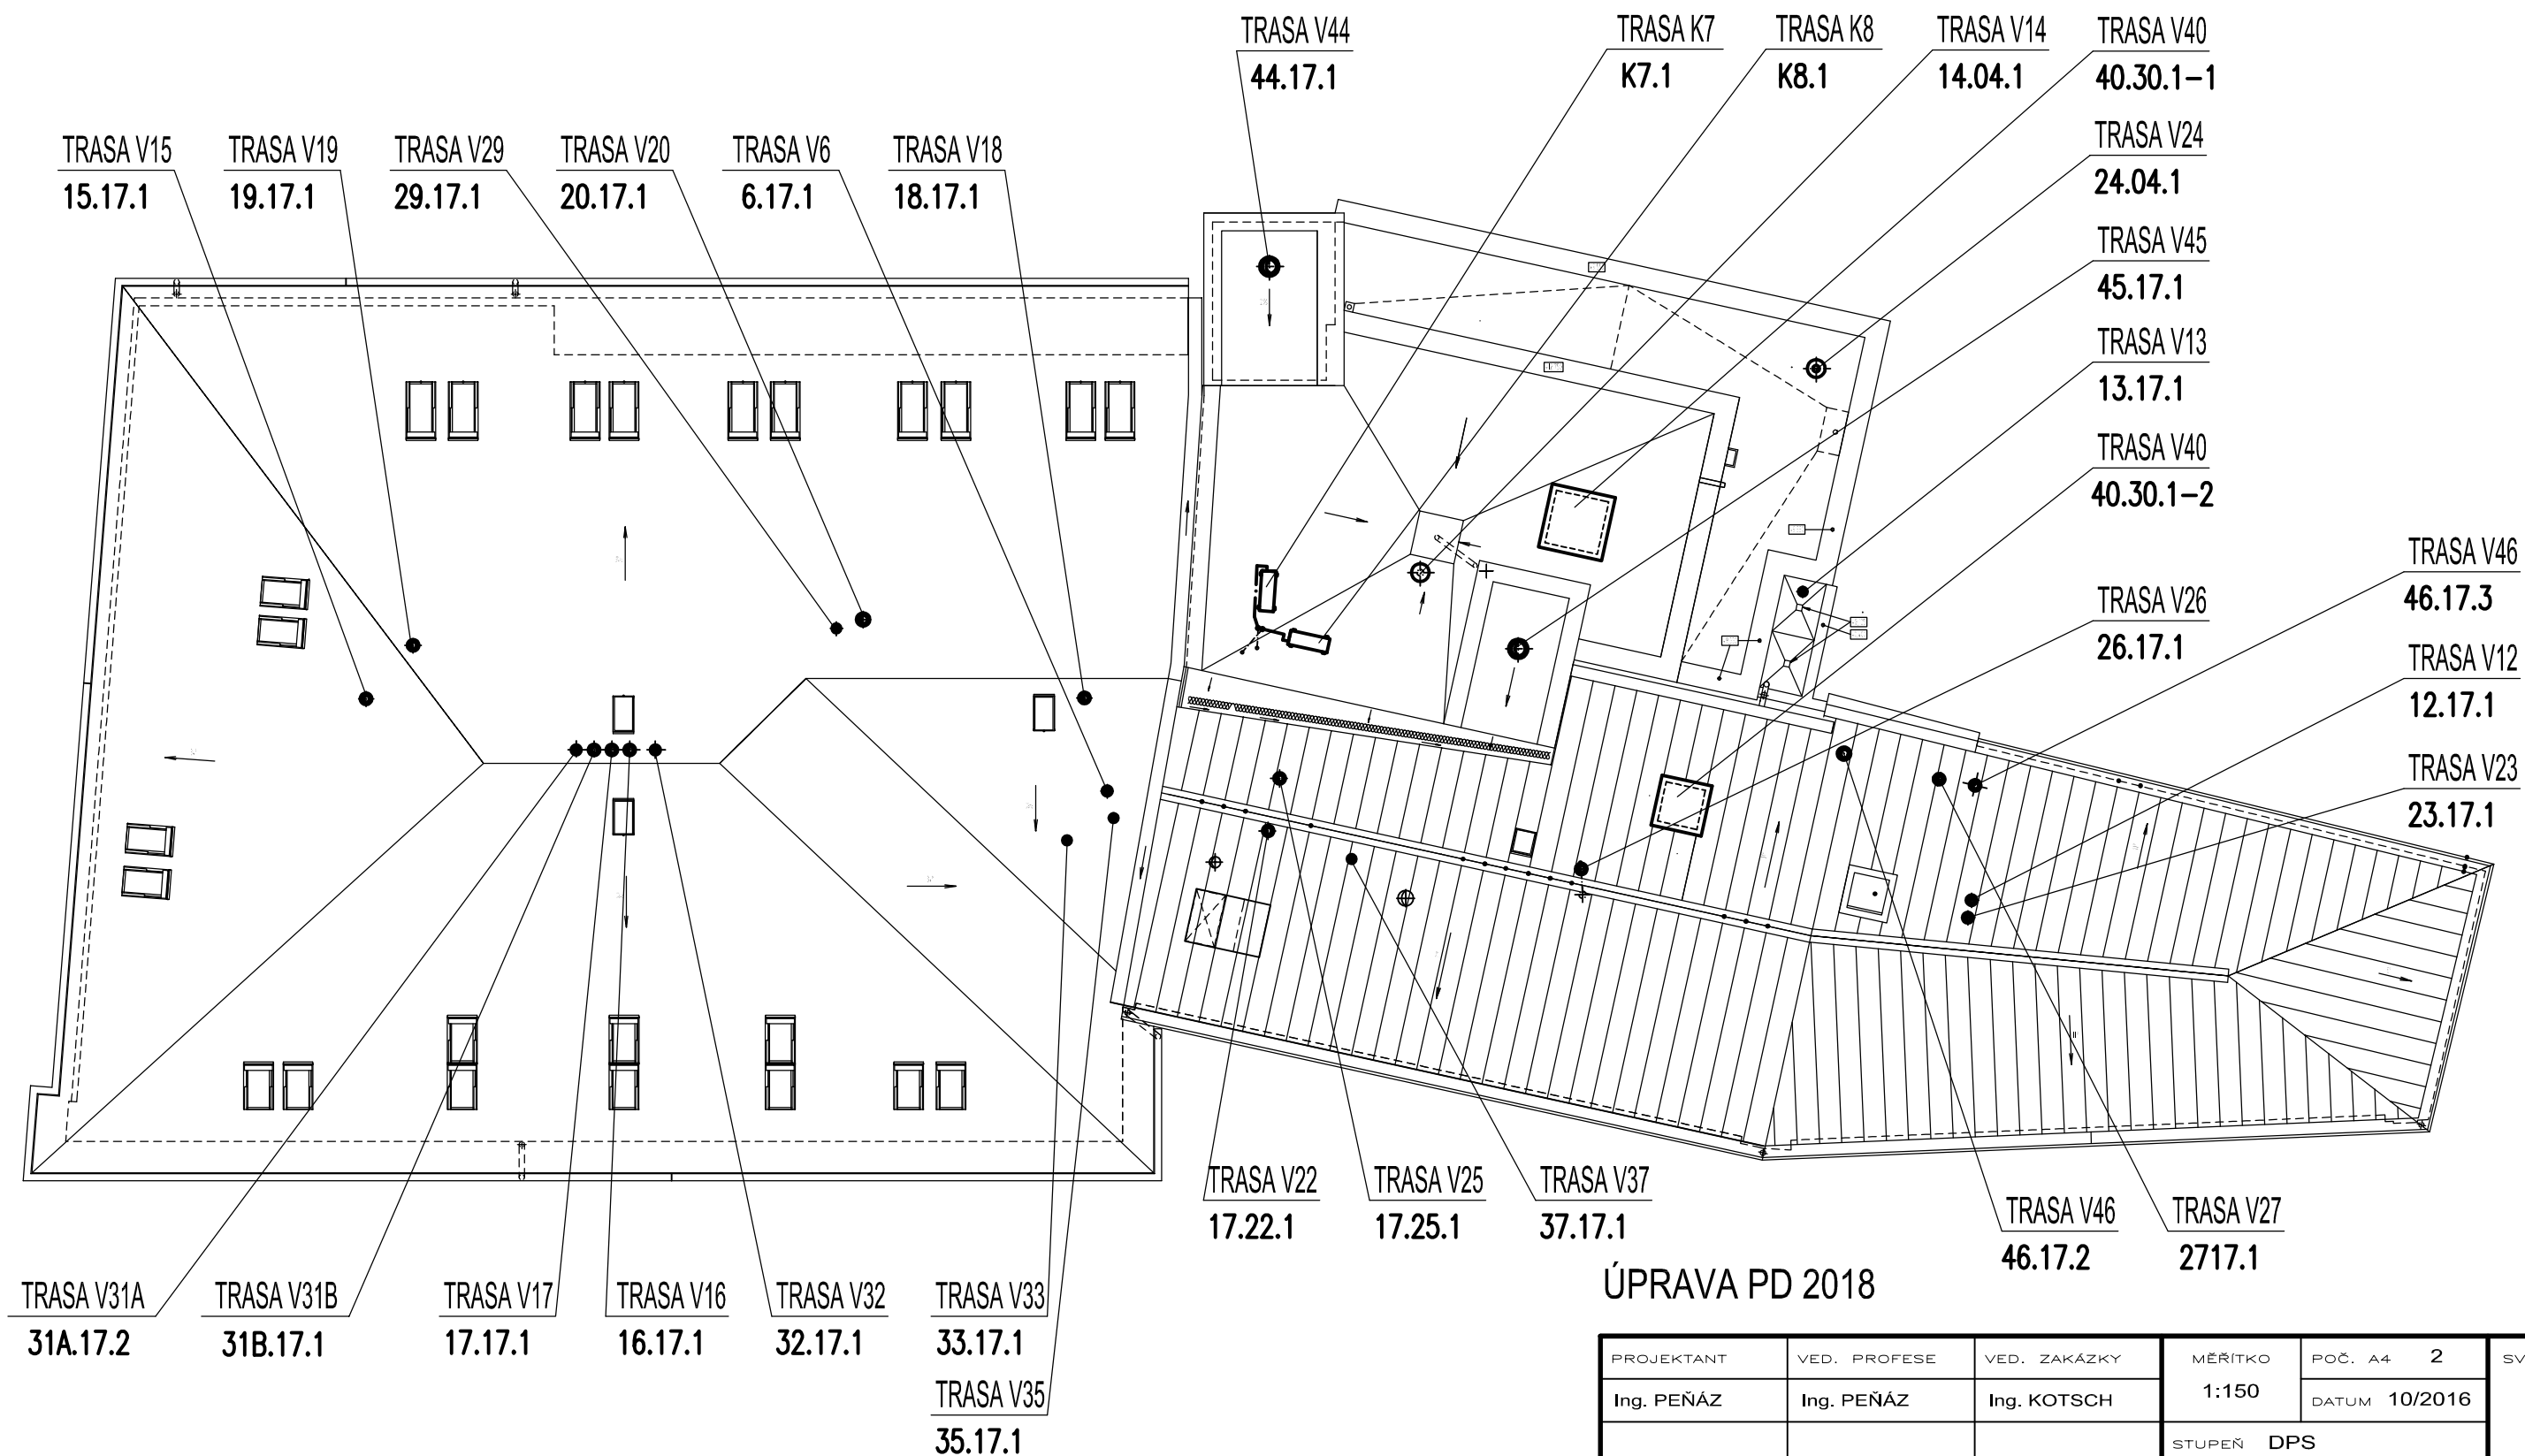 TRASA V44
44.17.1
TRASA K7
K7.1
TRASA K8
K8.1
TRASA V14
14.04.1
TRASA V40
40.30.1-1
TRASA V24
24.04.1
TRASA V15
15.17.1
TRASA V19
19.17.1
TRASA V29
29.17.1
TRASA V20
20.17.1
TRASA V6
6.17.1
TRASA V18
18.17.1
TRASA V45
45.17.1
TRASA V13
13.17.1
TRASA V40
40.30.1-2
TRASA V46
46.17.3
TRASA V26
26.17.1
TRASA V12
12.17.1
TRASA V23
23.17.1
TRASA V22
17.22.1
TRASA V25
17.25.1
TRASA V37
37.17.1
TRASA V46
46.17.2
TRASA V27
2717.1
TRASA V31A
31A.17.2
TRASA V31B
31B.17.1
TRASA V17
17.17.1
TRASA V16
16.17.1
TRASA V32
32.17.1
TRASA V33
33.17.1
TRASA V35
35.17.1
ÚPRAVA PD 2018
PROJEKTANT VED. PROFESE VED. ZAKÁZKY MĚŘÍTKO POČ. A4 2 SV
Ing. PEŇÁZ Ing. PEŇÁZ Ing. KOTSCH 1:150 DATUM 10/2016
STUPEŇ DPS